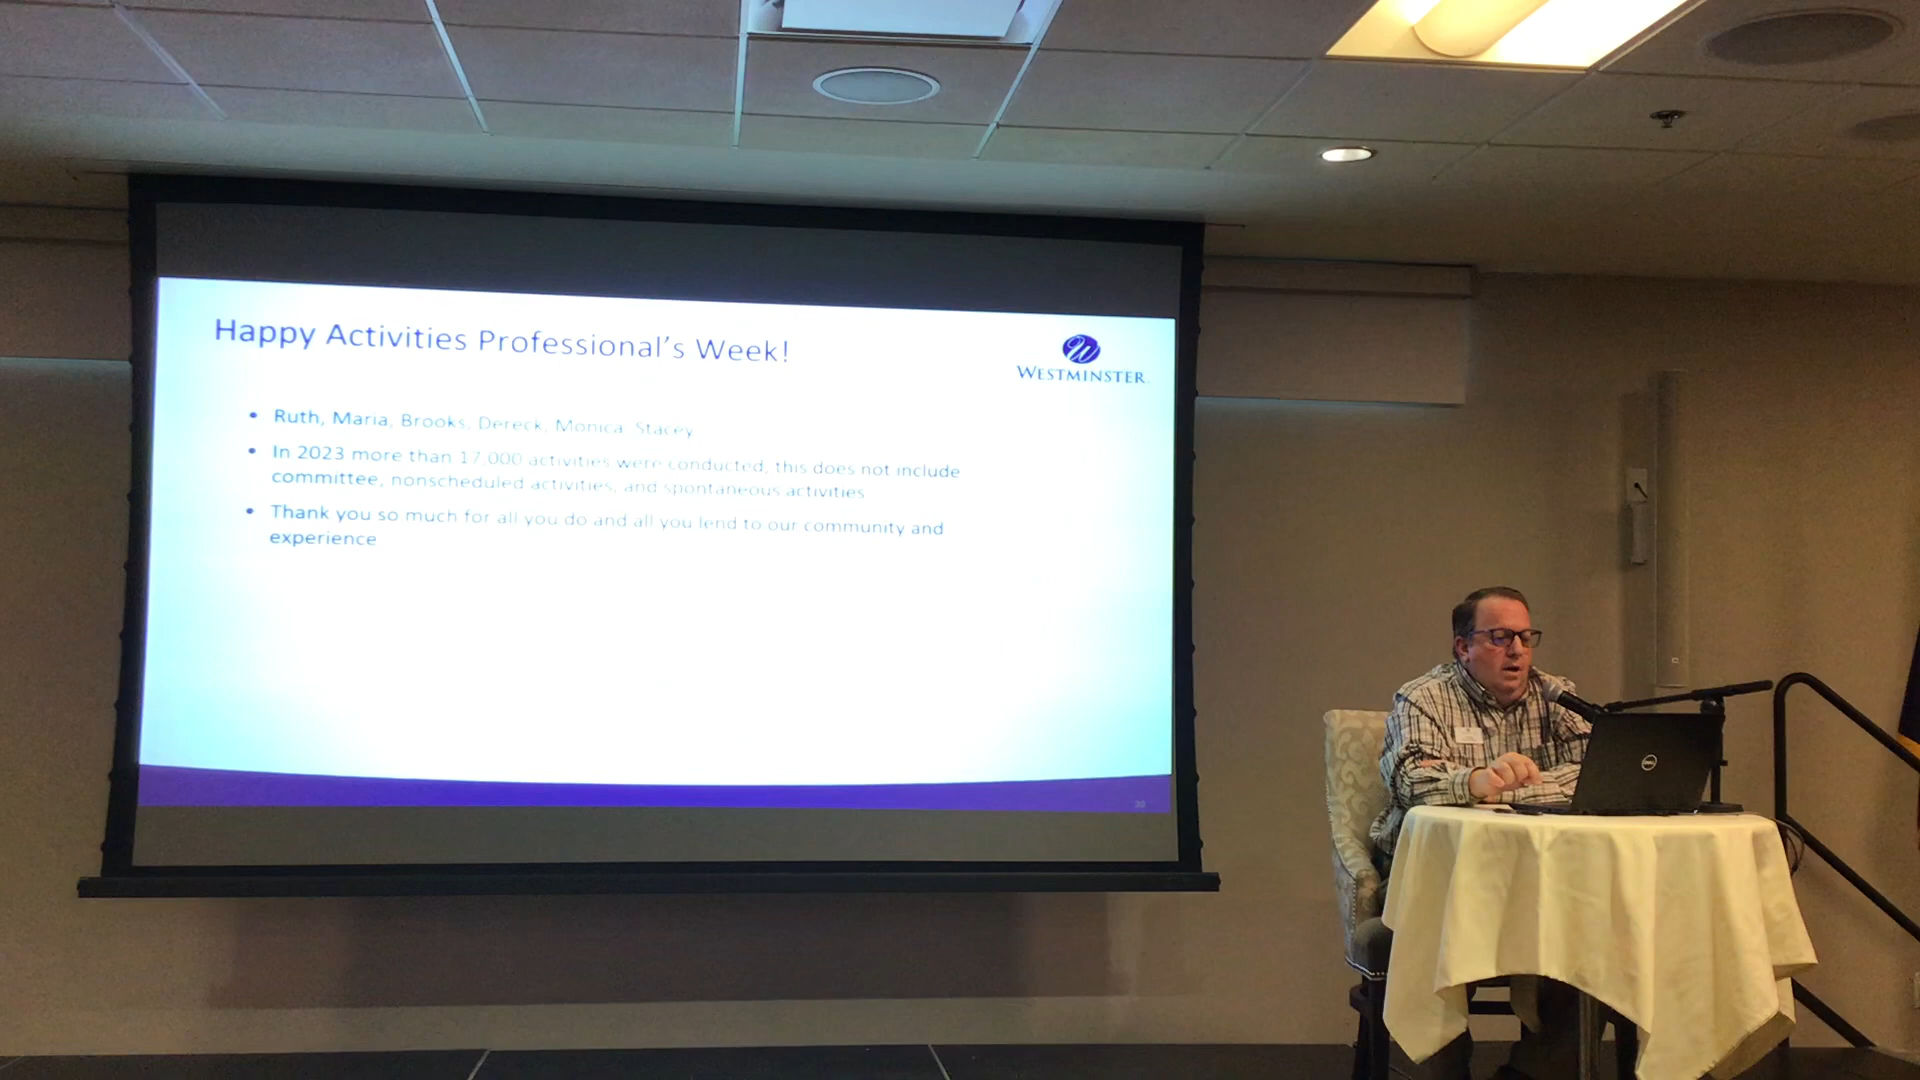 Happy Activities Professional's Week!
WESTMINSTER
• Ruth, Maria, Brooks, Dereck, Monica, Stacey
• In 2023 more than 17,000 activities were conducted, this does not include
committee, nonscheduled activities, and spontaneous activities
• Thank you so much for all you do and all you lend to our community and
experience
DELL